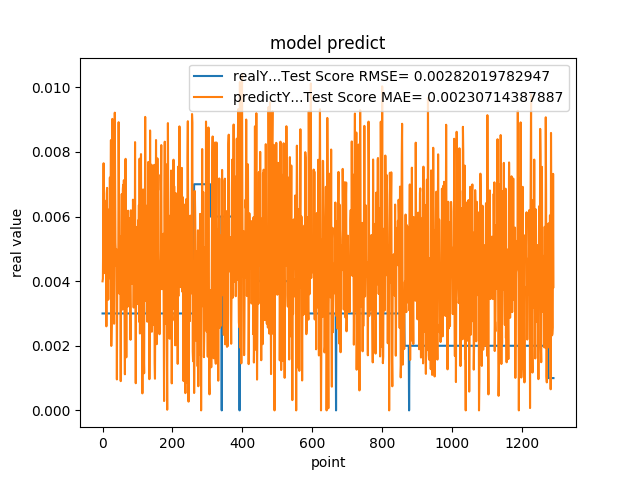 model predict
realY...Test Score RMSE= 0.00282019782947
predictY...Test Score MAE= 0.00230714387887
0.010
0.008
0.006
0.004
0.002
0.000
real value
0 200 400 600 800 1000 1200
point